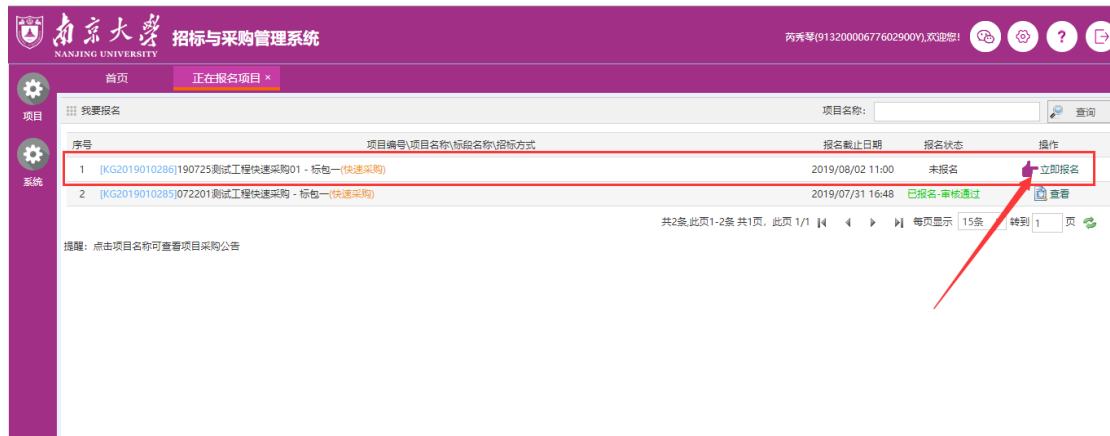 南京大学
NANJING UNIVERSITY
招标与采购管理系统
芮秀琴(91320000677602900Y),欢迎您!
?
首页
正在报名项目 ×
项目
系统
我要报名
项目名称:
查询
序号 项目编号\项目名称\标段名称\招标方式 报名截止日期 报名状态 操作
1 [KG2019010286]190725测试工程快速采购01 - 标包一(快速采购) 2019/08/02 11:00 未报名 立即报名
2 [KG2019010285]072201测试工程快速采购 - 标包一(快速采购) 2019/07/31 16:48 已报名-审核通过 查看
共2条,此页1-2条 共1页, 此页 1/1 每页显示 15条 转到 1 页
提醒: 点击项目名称可查看项目采购公告